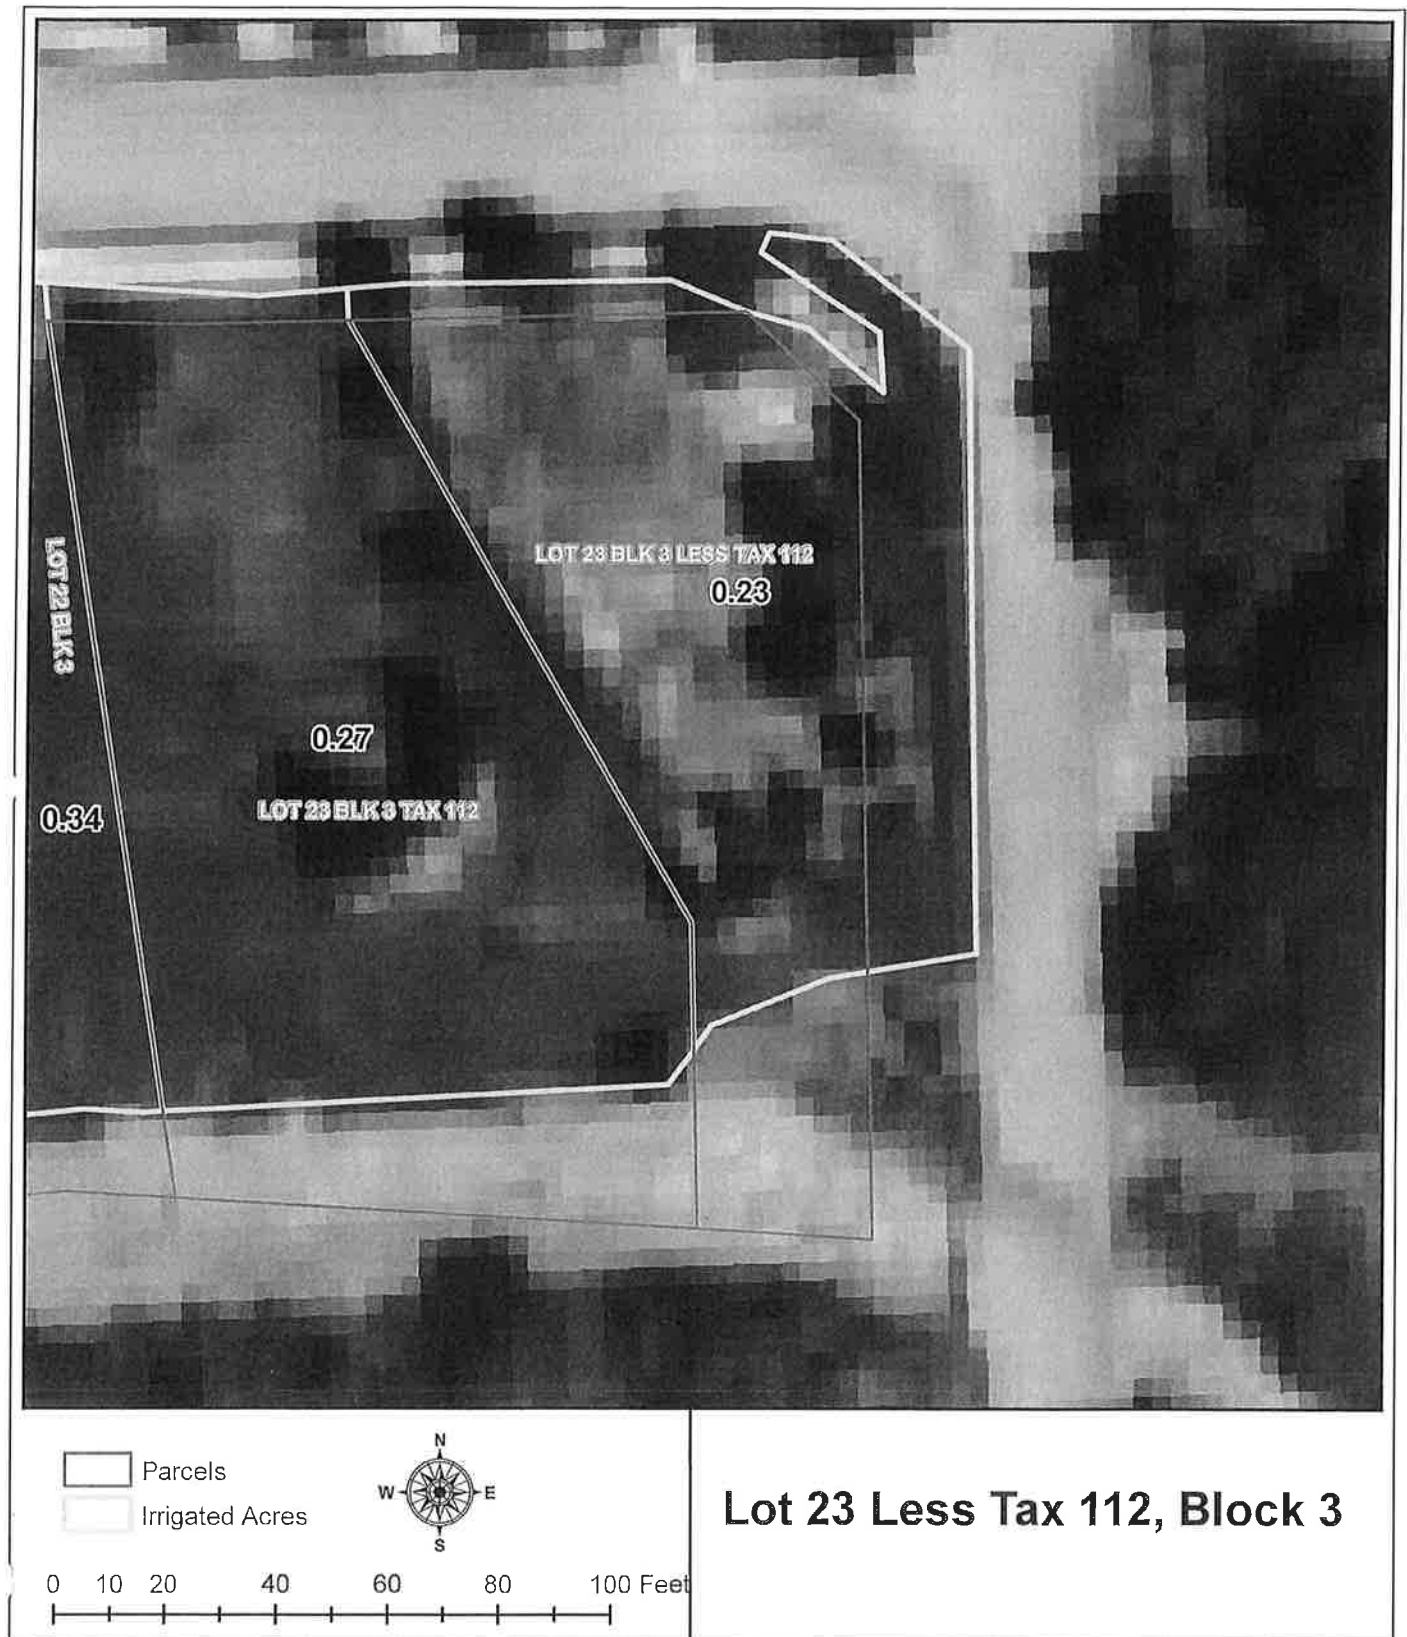 LOT 23 BLK 3 LESS TAX 112
0.23
LOT 22 BLK 3
0.27
0.34
LOT 23 BLK 3 TAX 112
Parcels
Irrigated Acres
N
W
E
S
0 10 20 40 60 80 100 Feet
Lot 23 Less Tax 112, Block 3